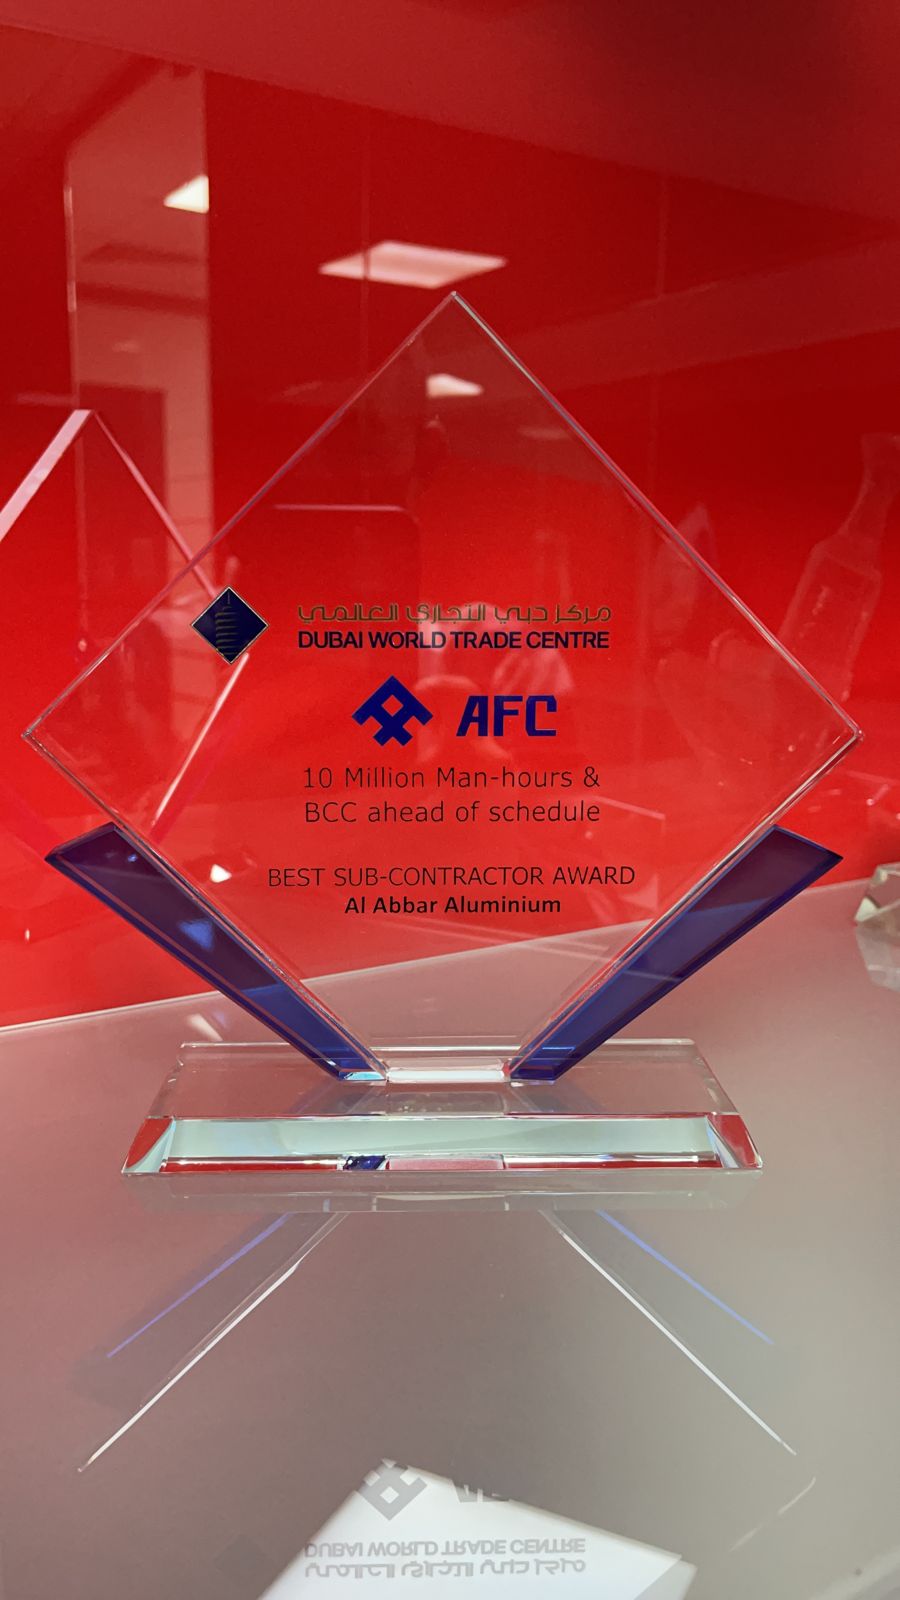 مركز دبي التجاري العالمي
DUBAI WORLD TRADE CENTRE
AFC
10 Million Man-hours &
BCC ahead of schedule
BEST SUB-CONTRACTOR AWARD
Al Abbar Aluminium